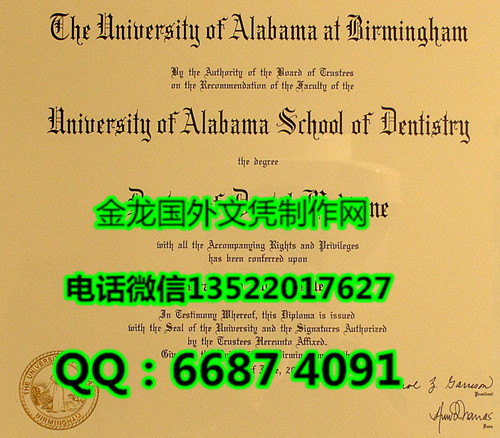 The University of Alabama at Birmingham
By the Authority of the Board of Trustees
on the Recommendation of the Faculty of the
University of Alabama School of Dentistry
the degree
金龙国外文凭制作网
with all the Accompanying Rights and Privileges
has been conferred upon
电话微信13522017627
In Testimony Whereof, this Diploma is issued
with the Seal of the University and the Signatures Authorized
by the Trustees Hereunto Affixed.
QQ：6687 4091
President
Dean
THE UNIVERSITY OF
BIRMINGHAM